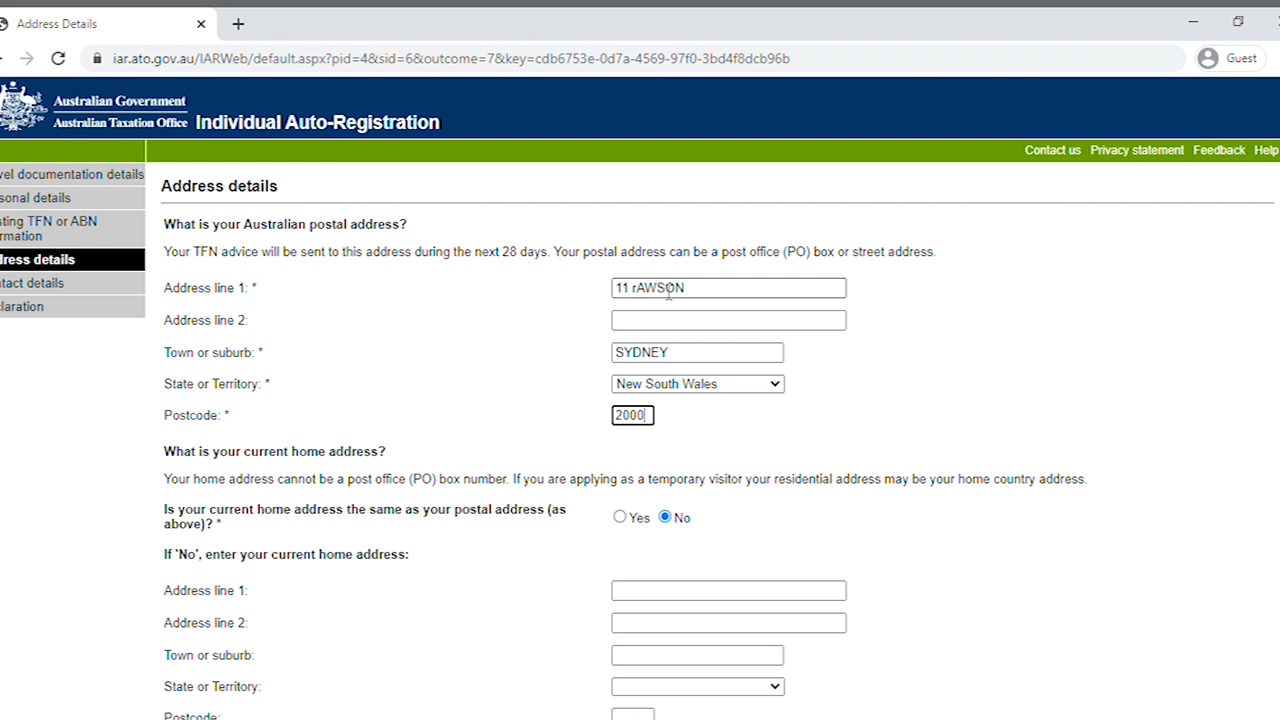 Address Details
iar.ato.gov.au/IARWeb/default.aspx?pid=4&sid=6&outcome=7&key=cdb6753e-0d7a-4569-97f0-3bd4f8dcb96b
Guest
Australian Government
Australian Taxation Office
Individual Auto-Registration
Contact us Privacy statement Feedback Help
vel documentation details
sonal details
sting TFN or ABN
rmation
dress details
tact details
laration
Address details
What is your Australian postal address?
Your TFN advice will be sent to this address during the next 28 days. Your postal address can be a post office (PO) box or street address.
Address line 1: * 11 rAWSON
Address line 2:
Town or suburb: * SYDNEY
State or Territory: * New South Wales
Postcode: * 2000
What is your current home address?
Your home address cannot be a post office (PO) box number. If you are applying as a temporary visitor your residential address may be your home country address.
Is your current home address the same as your postal address (as
above)? * Yes No
If 'No', enter your current home address:
Address line 1:
Address line 2:
Town or suburb:
State or Territory:
Postcode: